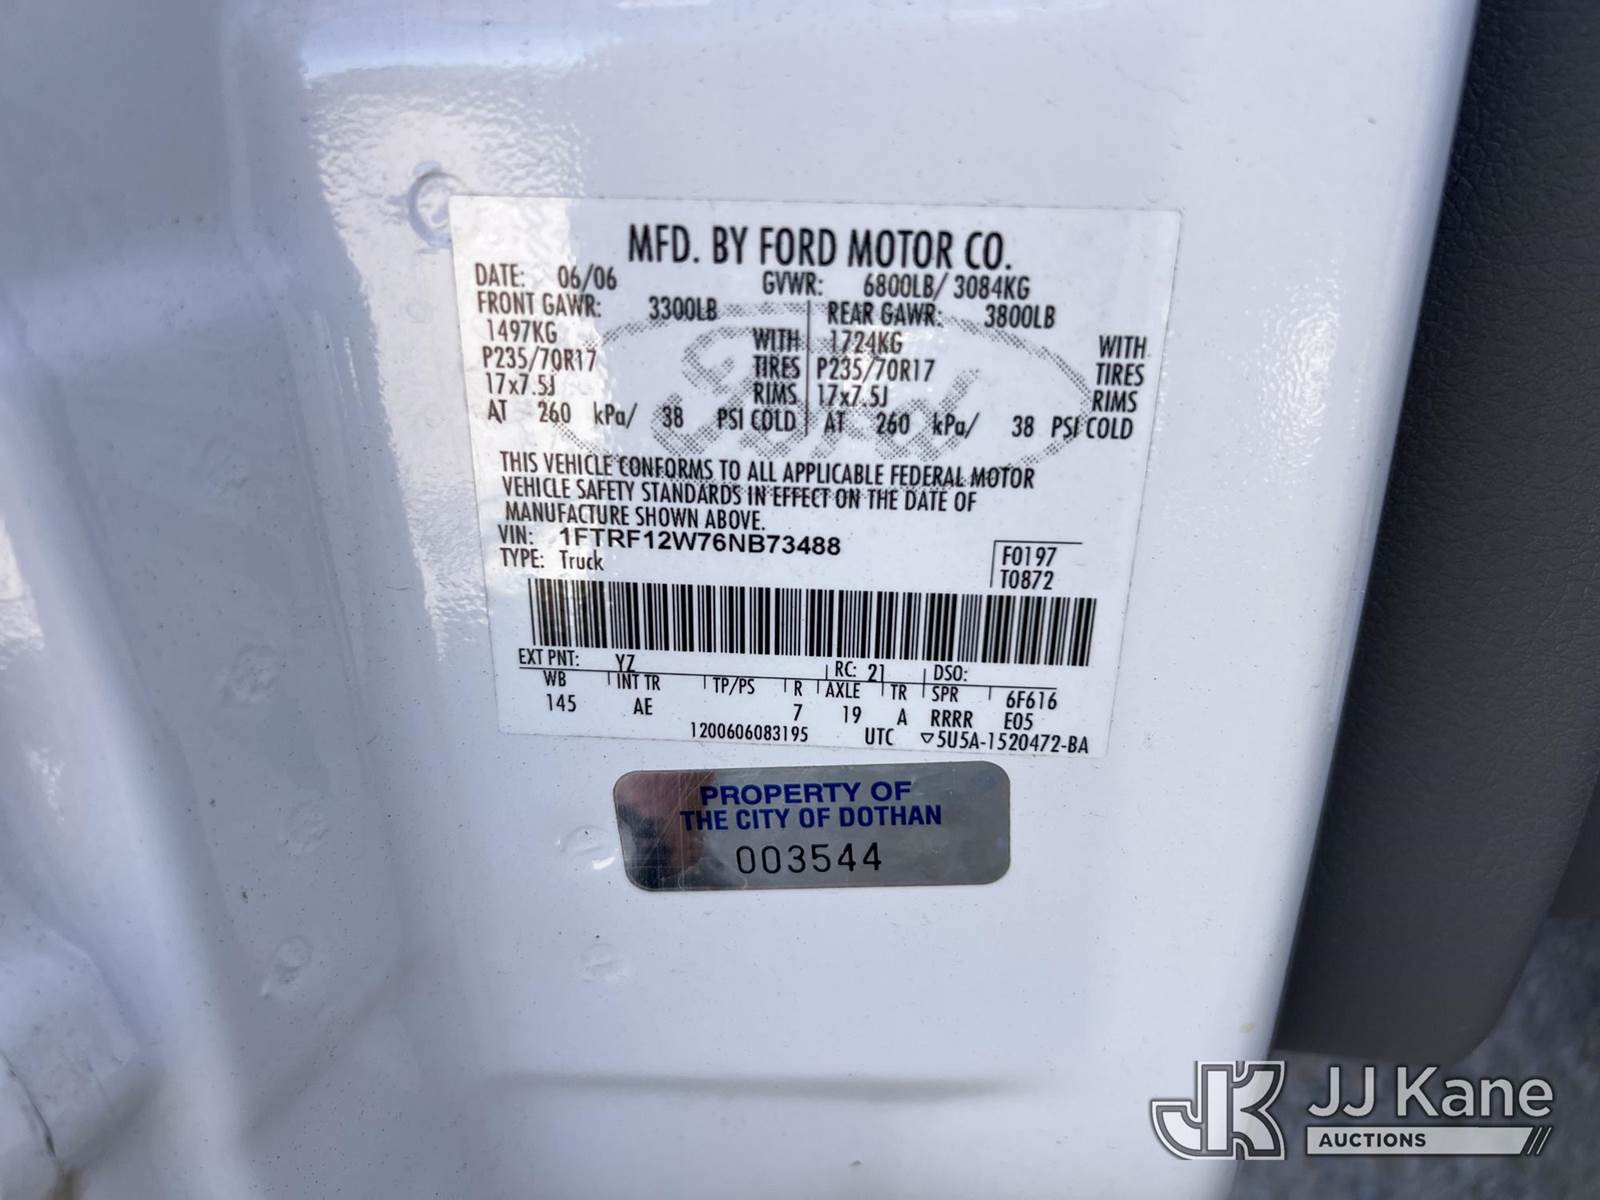 MFD. BY FORD MOTOR CO.
DATE: 06/06 GVWR: 6800LB/ 3084KG
FRONT GAWR: 3300LB REAR GAWR: 3800LB
1497KG WITH 1724KG WITH
P235/70R17 TIRES P235/70R17 TIRES
17x7.5J RIMS 17x7.5J RIMS
AT 260 kPa/ 38 PSI COLD AT 260 kPa/ 38 PSI COLD
Ford
THIS VEHICLE CONFORMS TO ALL APPLICABLE FEDERAL MOTOR
VEHICLE SAFETY STANDARDS IN EFFECT ON THE DATE OF
MANUFACTURE SHOWN ABOVE.
VIN: 1FTRF12W76NB73488
TYPE: Truck
F0197
T0872
EXT PNT: YZ RC: 21 DSO:
WB INT TR TP/PS R AXLE TR SPR 6F616
145 AE 7 19 A RRRR E05
1200606083195 UTC ▽5U5A-1520472-BA
PROPERTY OF
THE CITY OF DOTHAN
003544
JK JJ Kane
AUCTIONS